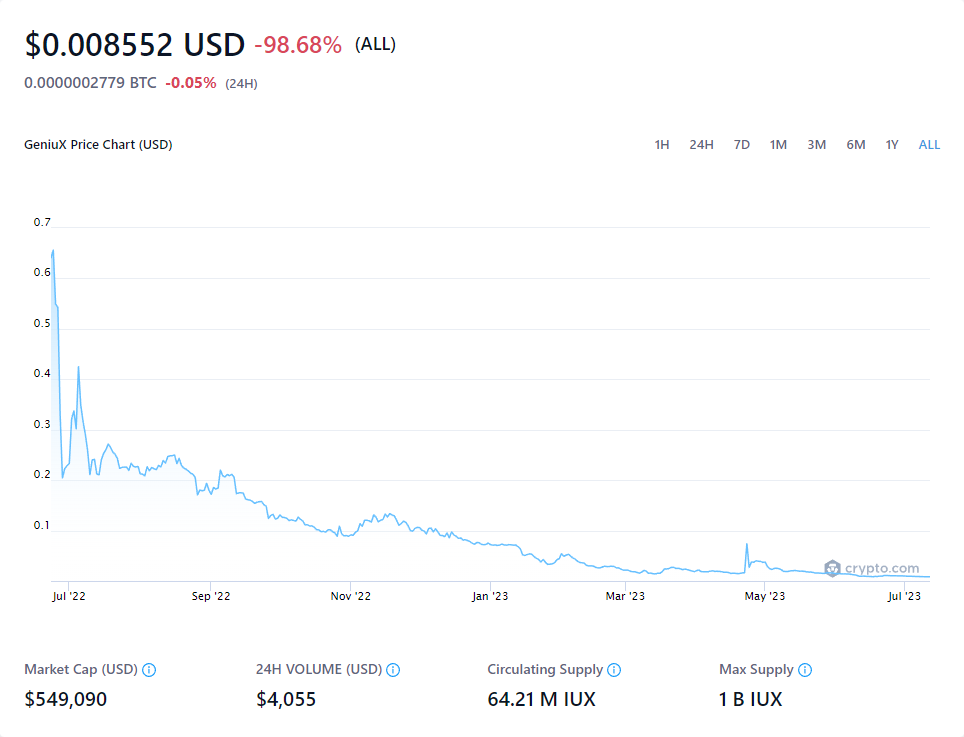 $0.008552 USD -98.68% (ALL)
0.0000002779 BTC -0.05% (24H)
GeniuX Price Chart (USD) 1H 24H 7D 1M 3M 6M 1Y ALL
0.7
0.6
0.5
0.4
0.3
0.2
0.1
crypto.com
Jul '22 Sep '22 Nov '22 Jan '23 Mar '23 May '23 Jul '23
Market Cap (USD) 24H VOLUME (USD) Circulating Supply Max Supply
$549,090 $4,055 64.21 M IUX 1 B IUX